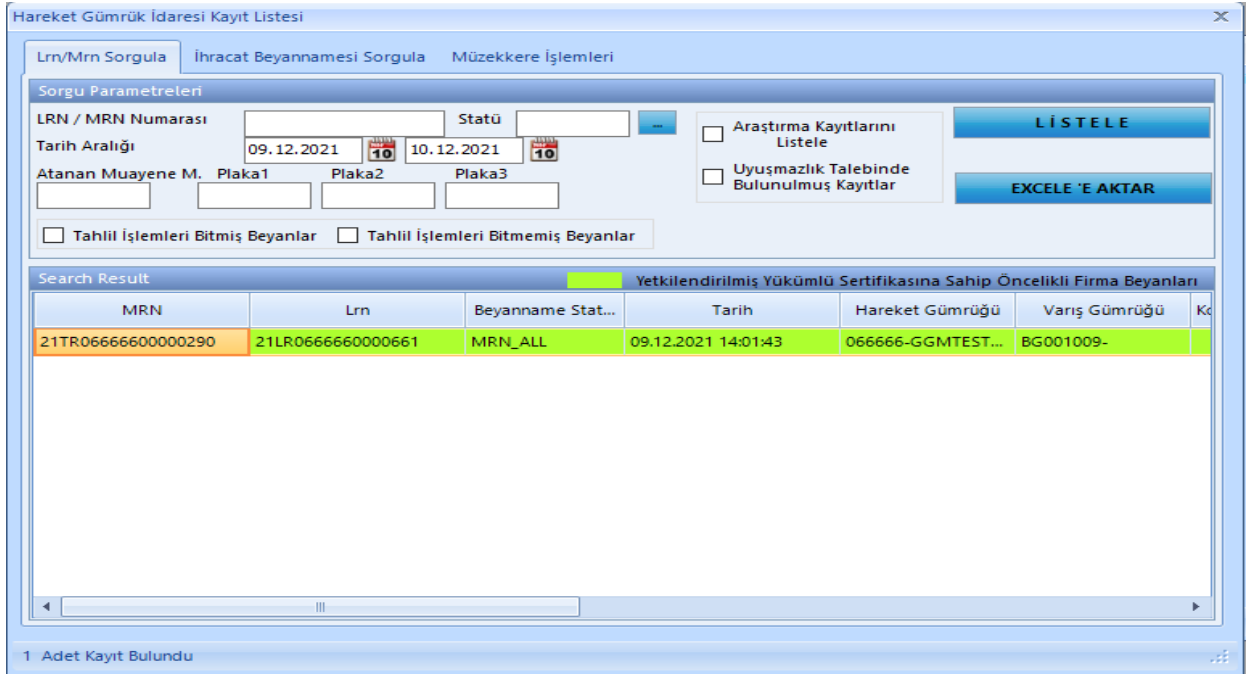 Hareket Gümrük İdaresi Kayıt Listesi
Lrn/Mrn Sorgula İhracat Beyannamesi Sorgula Müzekkere İşlemleri
Sorgu Parametreleri
LRN / MRN Numarası Statü ...
Tarih Aralığı 09.12.2021 10 10.12.2021 10
Atanan Muayene M. Plaka1 Plaka2 Plaka3
Araştırma Kayıtlarını
Listele
Uyuşmazlık Talebinde
Bulunulmuş Kayıtlar
LİSTELE
EXCELE 'E AKTAR
Tahlil İşlemleri Bitmiş Beyanlar Tahlil İşlemleri Bitmemiş Beyanlar
Search Result Yetkilendirilmiş Yükümlü Sertifikasına Sahip Öncelikli Firma Beyanları
MRN Lrn Beyanname Stat... Tarih Hareket Gümrüğü Varış Gümrüğü
21TR06666600000290 21LR0666660000661 MRN_ALL 09.12.2021 14:01:43 066666-GGMTEST... BG001009-
1 Adet Kayıt Bulundu